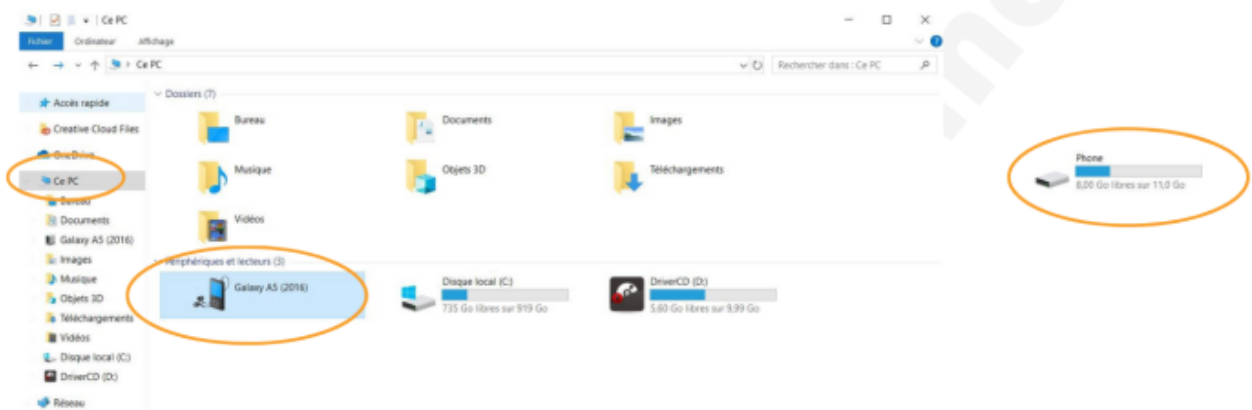 Ce PC
Fichier Ordinateur Affichage
Ce PC
Rechercher dans : Ce PC
Accès rapide
Creative Cloud Files
OneDrive
Ce PC
Bureau
Documents
Galaxy A5 (2016)
Images
Musique
Objets 3D
Téléchargements
Vidéos
Disque local (C:)
DriverCD (D:)
Réseau
Dossiers (7)
Bureau
Documents
Images
Musique
Objets 3D
Téléchargements
Vidéos
Périphériques et lecteurs (3)
Galaxy A5 (2016)
Disque local (C:)
735 Go libres sur 919 Go
DriverCD (D:)
5,60 Go libres sur 9,99 Go
Phone
8,00 Go libres sur 11,0 Go